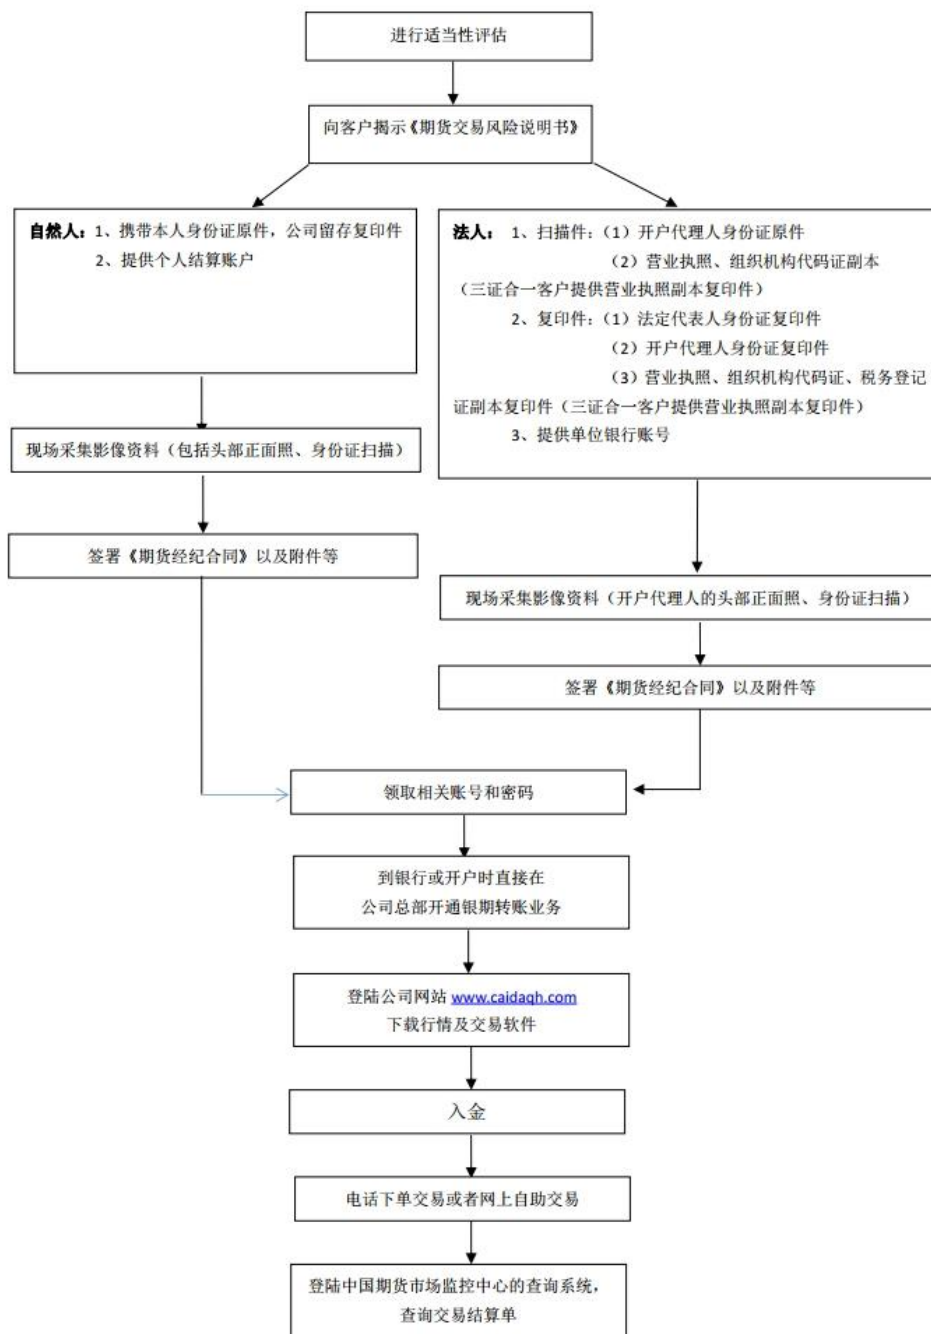 进行适当性评估
向客户揭示《期货交易风险说明书》
自然人：1、携带本人身份证原件，公司留存复印件
2、提供个人结算账户
现场采集影像资料（包括头部正面照、身份证扫描）
签署《期货经纪合同》以及附件等
法人： 1、扫描件：（1）开户代理人身份证原件
（2）营业执照、组织机构代码证副本
（三证合一客户提供营业执照副本复印件）
2、复印件：（1）法定代表人身份证复印件
（2）开户代理人身份证复印件
（3）营业执照、组织机构代码证、税务登记
证副本复印件（三证合一客户提供营业执照副本复印件）
3、提供单位银行账号
现场采集影像资料（开户代理人的头部正面照、身份证扫描）
签署《期货经纪合同》以及附件等
领取相关账号和密码
到银行或开户时直接在
公司总部开通银期转账业务
登陆公司网站 www.caidaqh.com
下载行情及交易软件
入金
电话下单交易或者网上自助交易
登陆中国期货市场监控中心的查询系统，
查询交易结算单